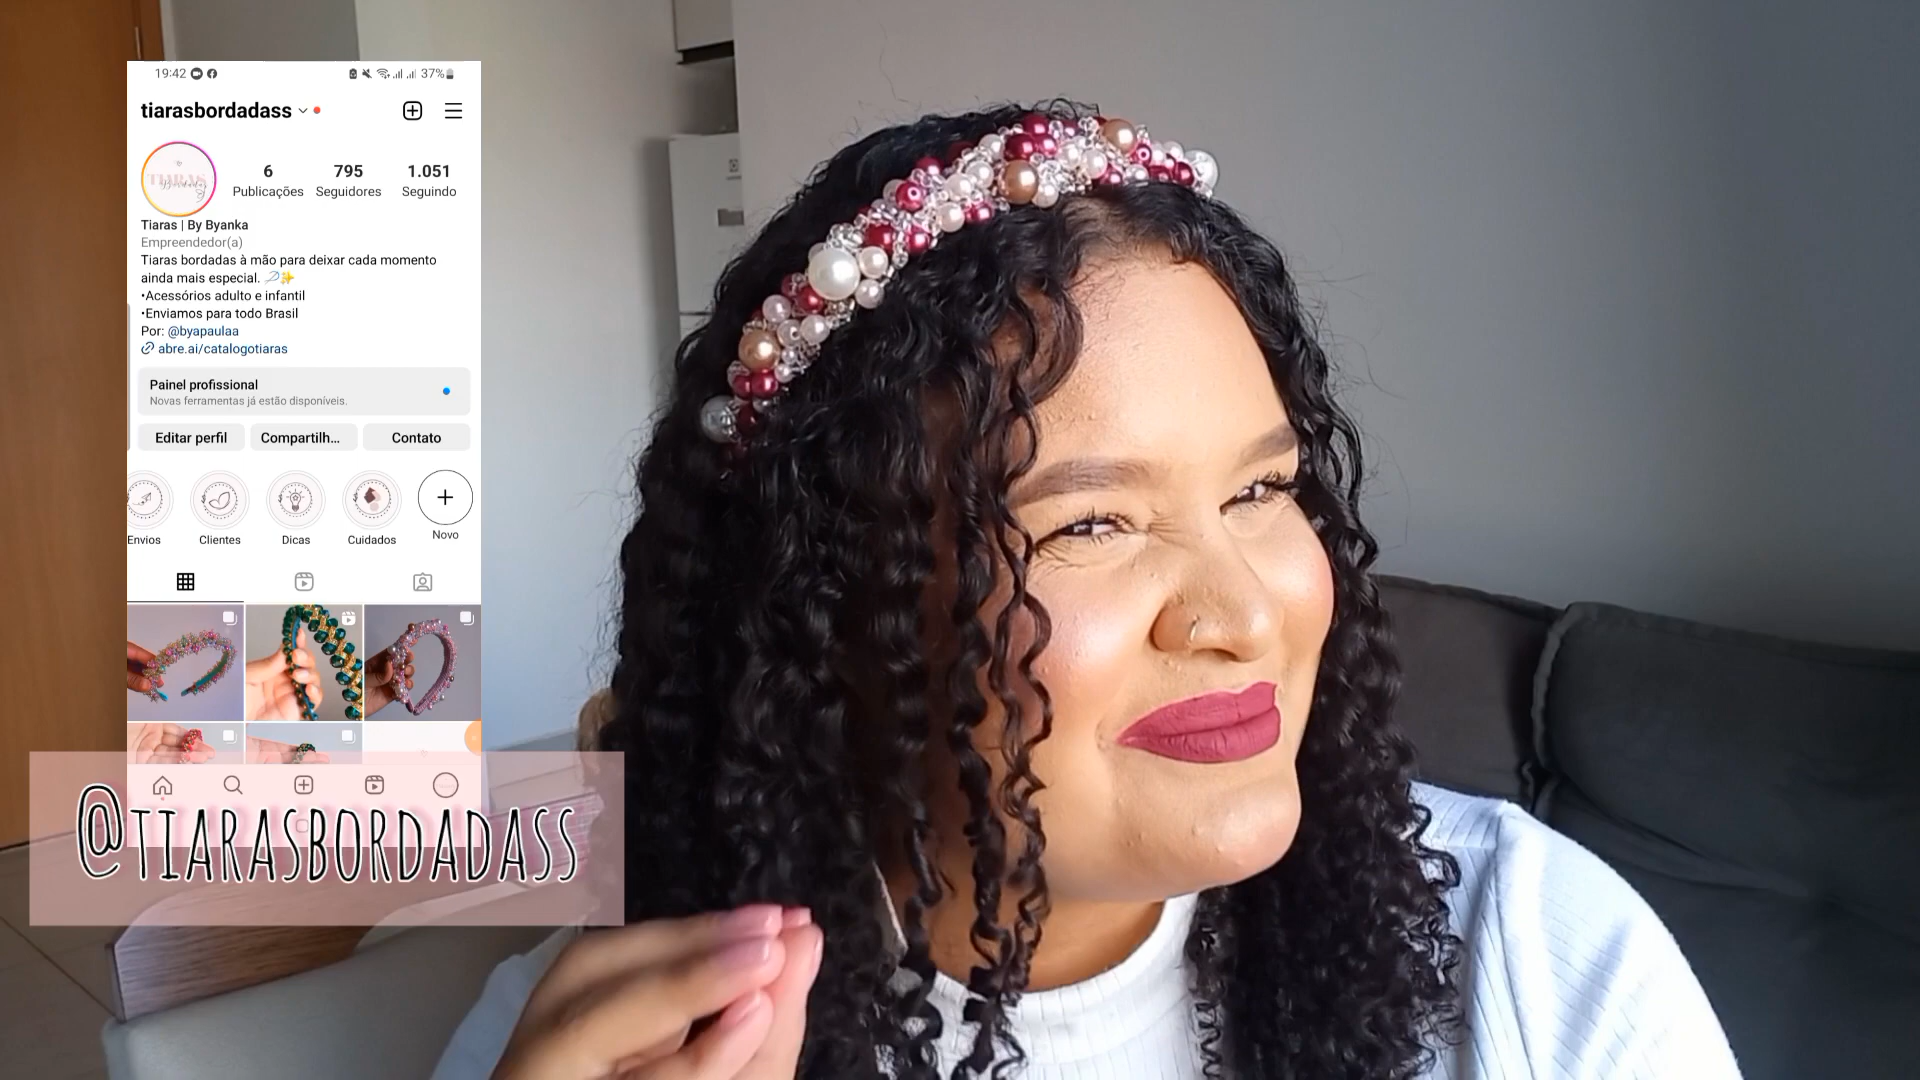 19:42
37%
tiarasbordadass
6
795
1.051
Publicações
Seguidores
Seguindo
TIARAS
Bordadas
Tiaras | By Byanka
Empreendedor(a)
Tiaras bordadas à mão para deixar cada momento
ainda mais especial.
•Acessórios adulto e infantil
•Enviamos para todo Brasil
Por: @byapaulaa
abre.ai/catalogotiaras
Painel profissional
Novas ferramentas já estão disponíveis.
Editar perfil
Compartilh...
Contato
Envios
Clientes
Dicas
Cuidados
Novo
@TIARASBORDADASS